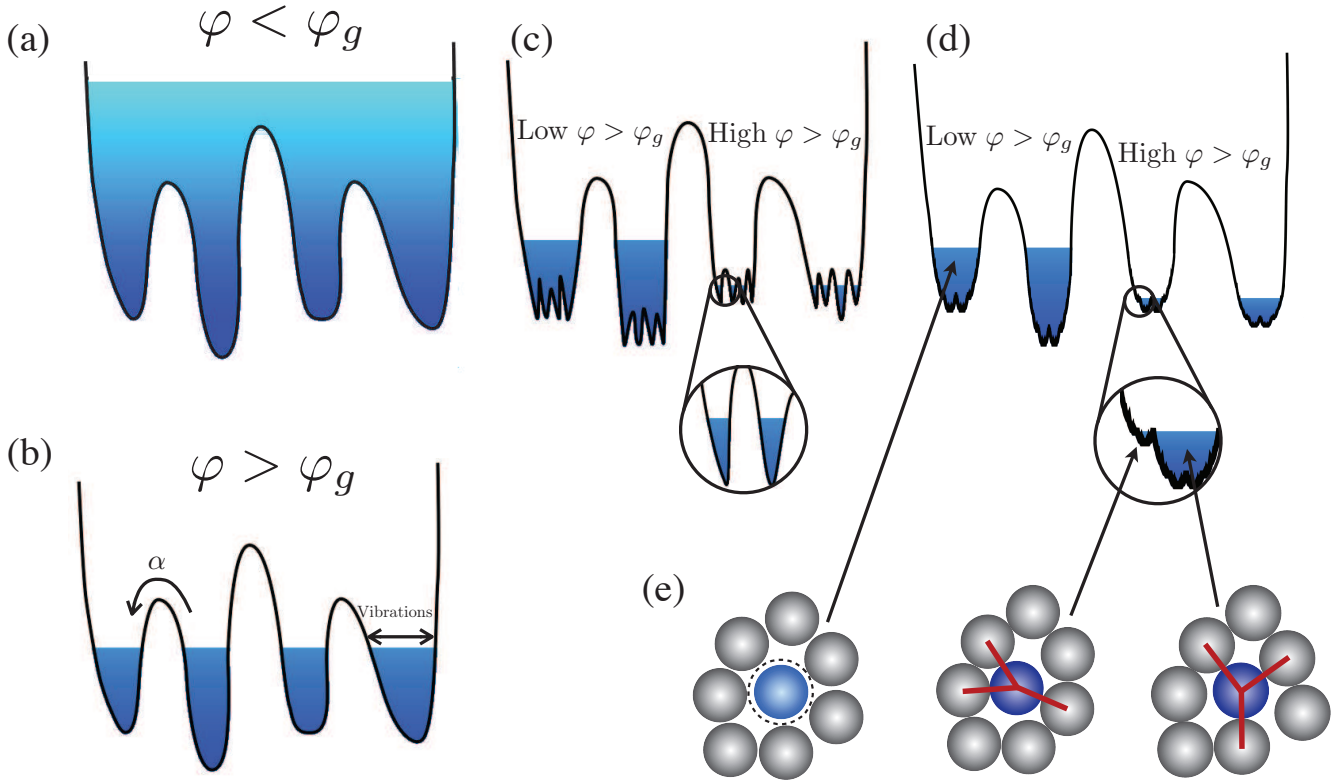 (a)
φ < φ_g
(b)
φ > φ_g
α
Vibrations
(c)
Low φ > φ_g
High φ > φ_g
(d)
Low φ > φ_g
High φ > φ_g
(e)